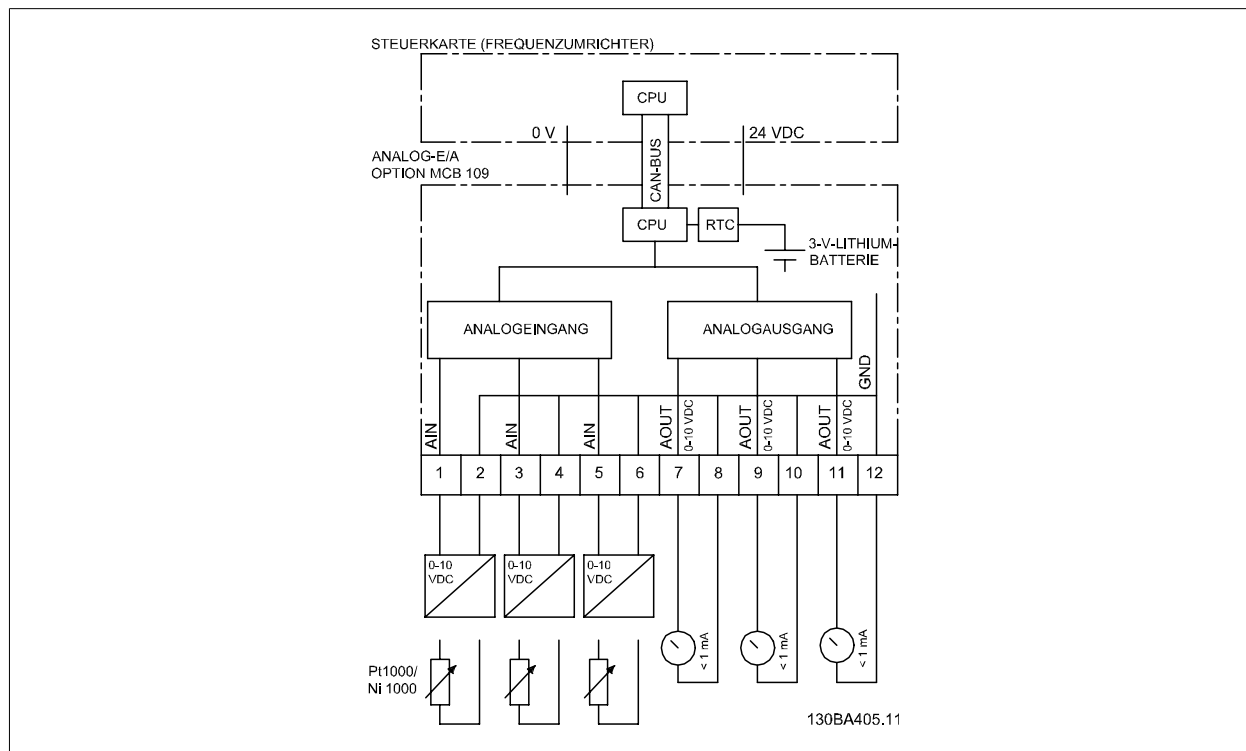 STEUERKARTE (FREQUENZUMRICHTER)
CPU
0 V
24 VDC
CAN-BUS
ANALOG-E/A
OPTION MCB 109
CPU
RTC
3-V-LITHIUM-
BATTERIE
ANALOGEINGANG
ANALOGAUSGANG
GND
AIN
AIN
AIN
AOUT
0-10 VDC
AOUT
0-10 VDC
AOUT
0-10 VDC
1 2 3 4 5 6 7 8 9 10 11 12
0-10
VDC
0-10
VDC
0-10
VDC
< 1 mA
< 1 mA
< 1 mA
Pt1000/
Ni 1000
130BA405.11